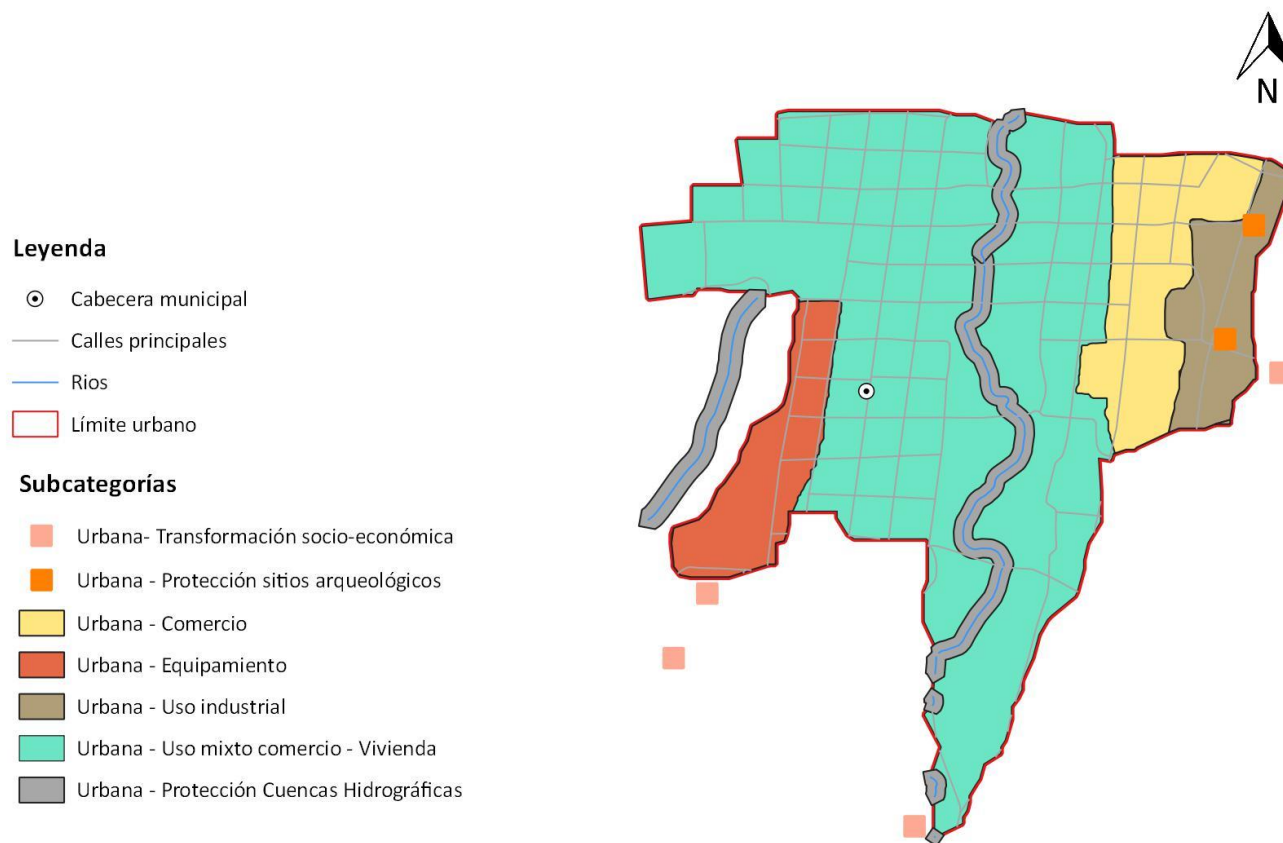 N
Leyenda
Cabecera municipal
Calles principales
Rios
Límite urbano
Subcategorías
Urbana- Transformación socio-económica
Urbana - Protección sitios arqueológicos
Urbana - Comercio
Urbana - Equipamiento
Urbana - Uso industrial
Urbana - Uso mixto comercio - Vivienda
Urbana - Protección Cuencas Hidrográficas